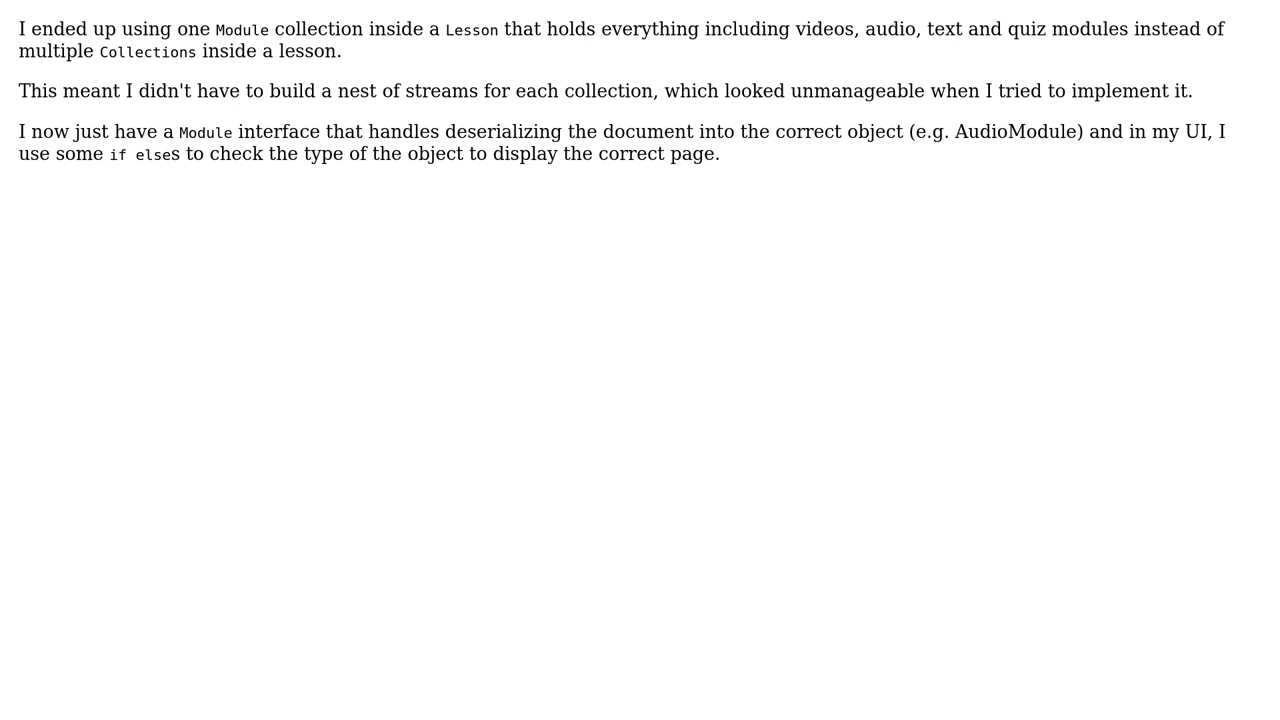 I ended up using one Module collection inside a Lesson that holds everything including videos, audio, text and quiz modules instead of
multiple Collections inside a lesson.
This meant I didn't have to build a nest of streams for each collection, which looked unmanageable when I tried to implement it.
I now just have a Module interface that handles deserializing the document into the correct object (e.g. AudioModule) and in my UI, I
use some if elses to check the type of the object to display the correct page.